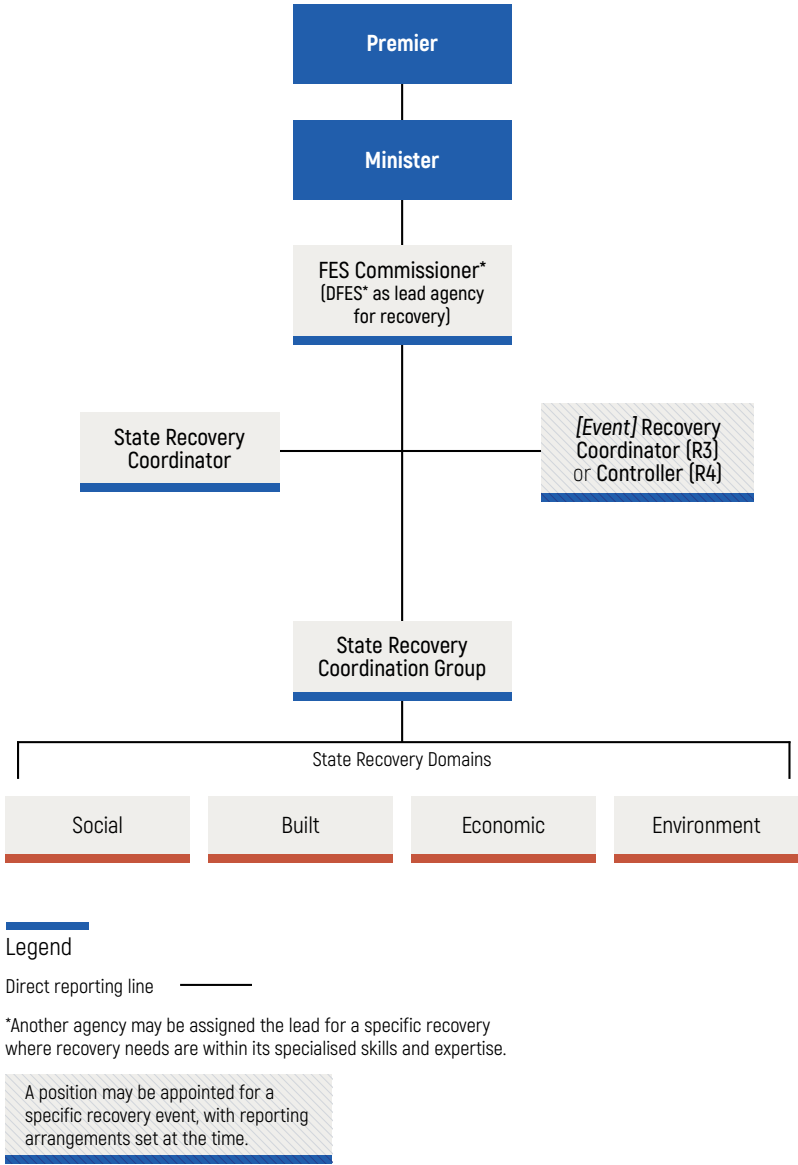 Premier
Minister
FES Commissioner*
(DFES* as lead agency
for recovery)
State Recovery
Coordinator
[Event] Recovery
Coordinator (R3)
or Controller (R4)
State Recovery
Coordination Group
State Recovery Domains
Social
Built
Economic
Environment
Legend
Direct reporting line
*Another agency may be assigned the lead for a specific recovery
where recovery needs are within its specialised skills and expertise.
A position may be appointed for a
specific recovery event, with reporting
arrangements set at the time.